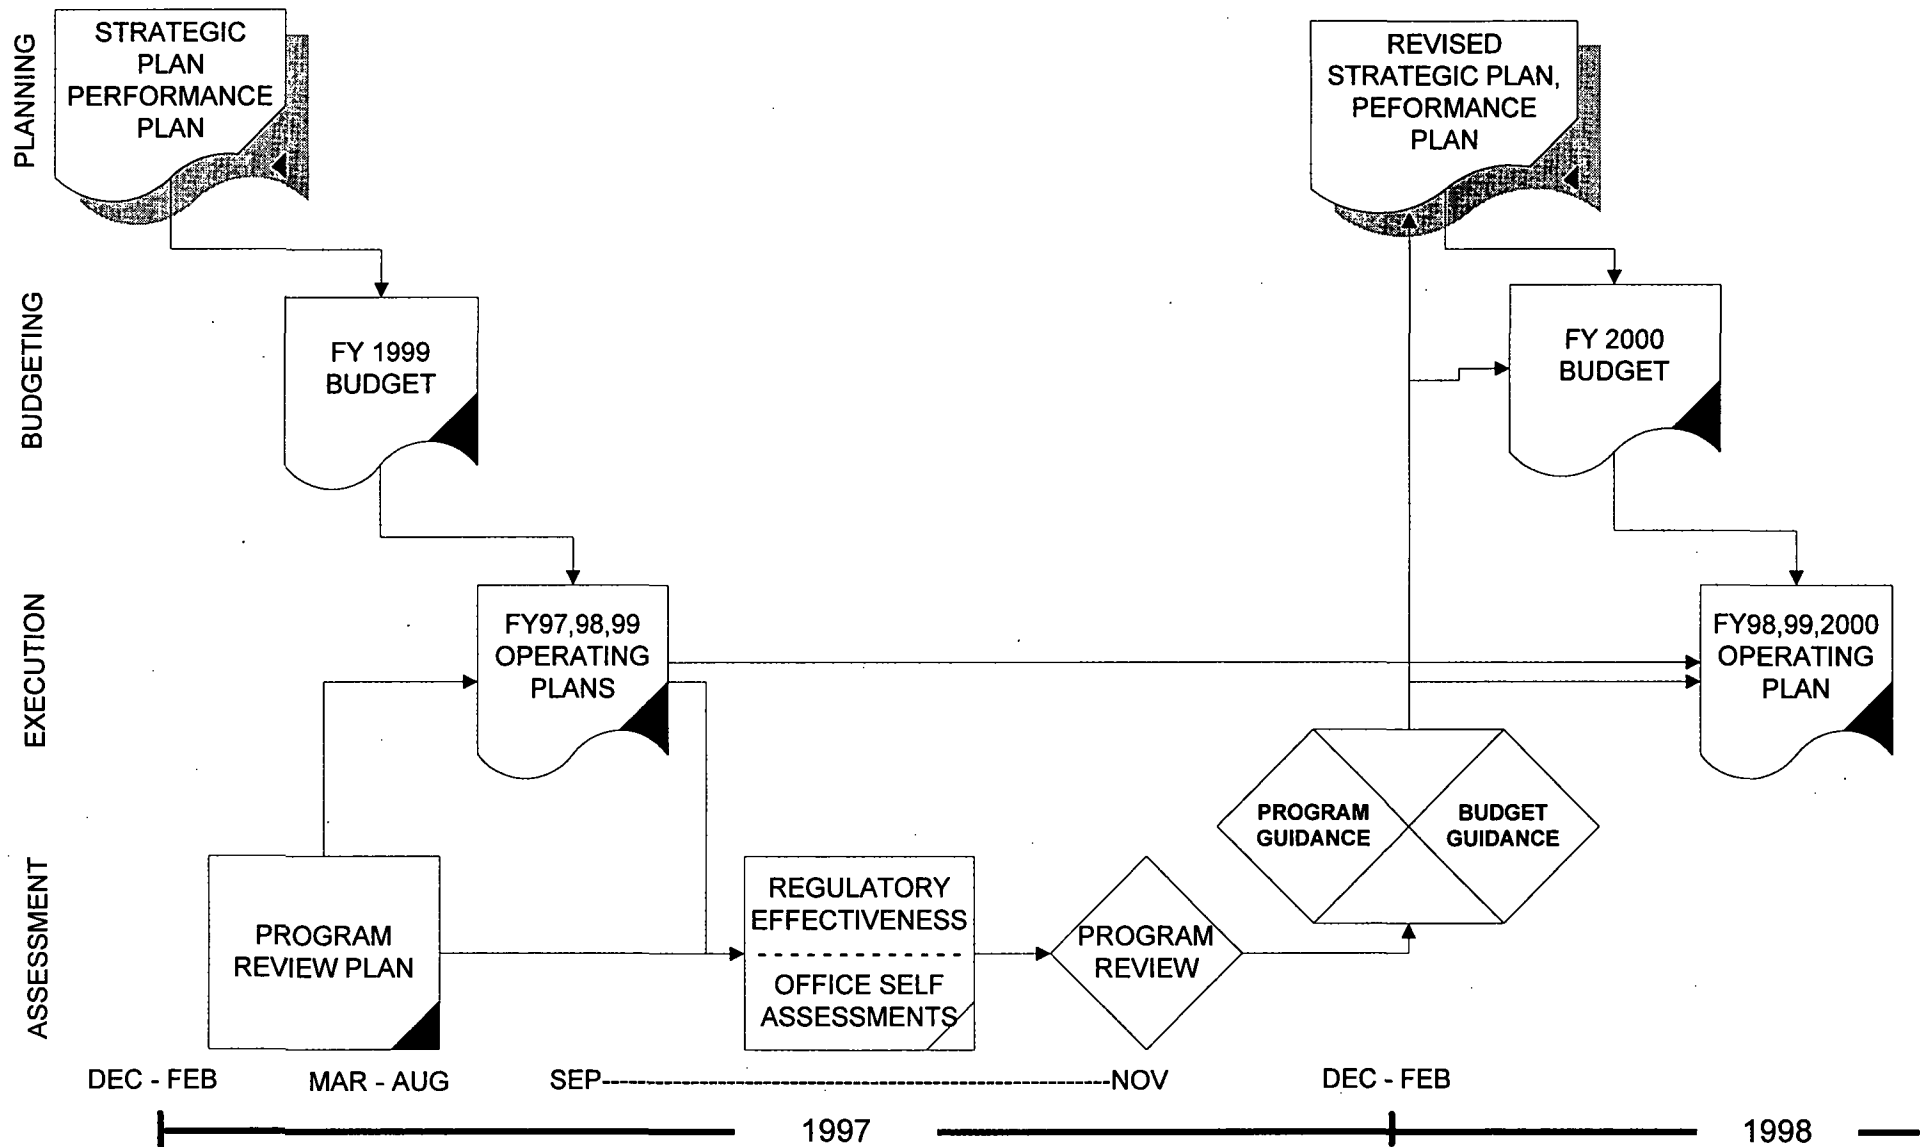 PLANNING
STRATEGIC
PLAN
PERFORMANCE
PLAN
REVISED
STRATEGIC PLAN,
PEFORMANCE
PLAN
BUDGETING
FY 1999
BUDGET
FY 2000
BUDGET
EXECUTION
FY97,98,99
OPERATING
PLANS
FY98,99,2000
OPERATING
PLAN
PROGRAM
GUIDANCE
BUDGET
GUIDANCE
ASSESSMENT
PROGRAM
REVIEW PLAN
REGULATORY
EFFECTIVENESS
OFFICE SELF
ASSESSMENTS
PROGRAM
REVIEW
DEC - FEB
MAR - AUG
SEP------------------------------------------------NOV
DEC - FEB
1997
1998